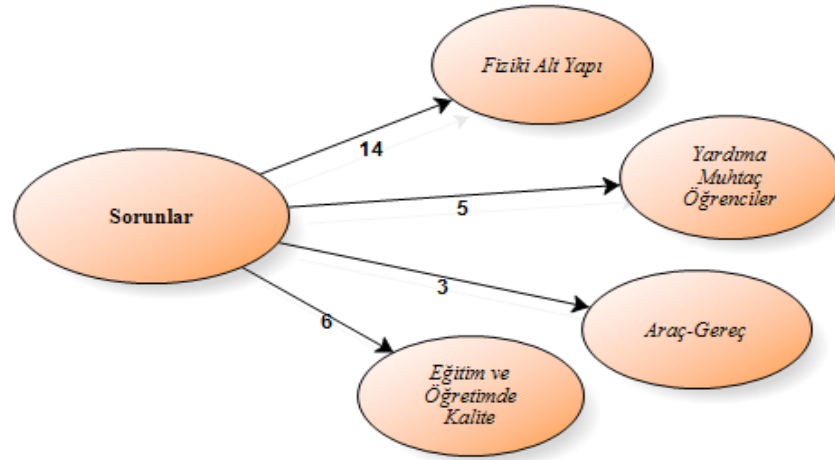 Fiziki Alt Yapı
14
Yardıma
Muhtaç
Öğrenciler
Sorunlar
5
3
Araç-Gereç
6
Eğitim ve
Öğretimde
Kalite